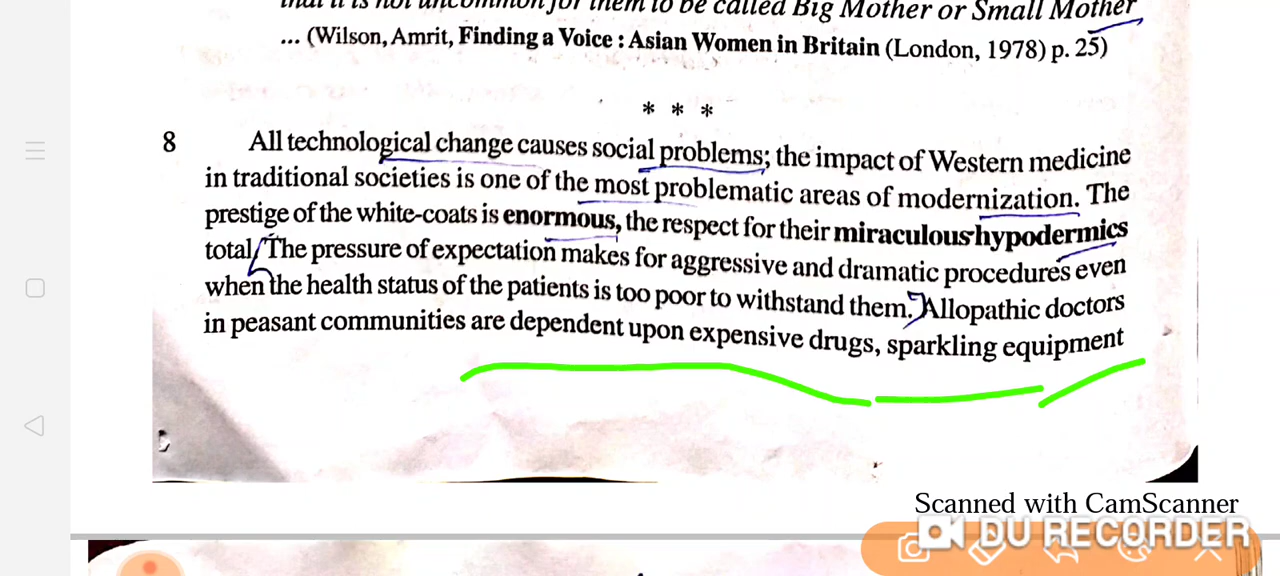 that it is not uncommon for them to be called Big Mother or Small Mother
... (Wilson, Amrit, Finding a Voice : Asian Women in Britain (London, 1978) p. 25)
* * *
8 All technological change causes social problems; the impact of Western medicine
in traditional societies is one of the most problematic areas of modernization. The
prestige of the white-coats is enormous, the respect for their miraculous hypodermics
total. The pressure of expectation makes for aggressive and dramatic procedures even
when the health status of the patients is too poor to withstand them. Allopathic doctors
in peasant communities are dependent upon expensive drugs, sparkling equipment
Scanned with CamScanner
DU RECORDER